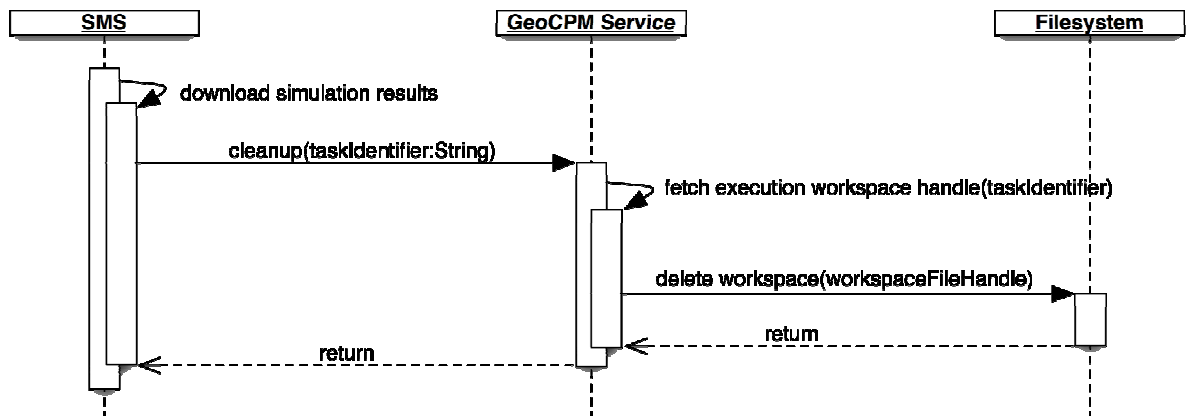 SMS
GeoCPM Service
Filesystem
download simulation results
cleanup(taskIdentifier:String)
fetch execution workspace handle(taskIdentifier)
delete workspace(workspaceFileHandle)
return
return